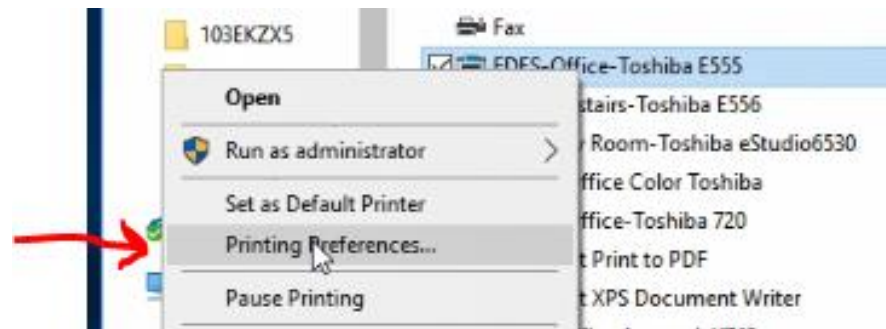 103EKZX5
Fax
EDES-Office-Toshiba E555
Open
stairs-Toshiba E556
Run as administrator
Room-Toshiba eStudio6530
Set as Default Printer
ffice Color Toshiba
ffice-Toshiba 720
Printing Preferences...
t Print to PDF
Pause Printing
t XPS Document Writer